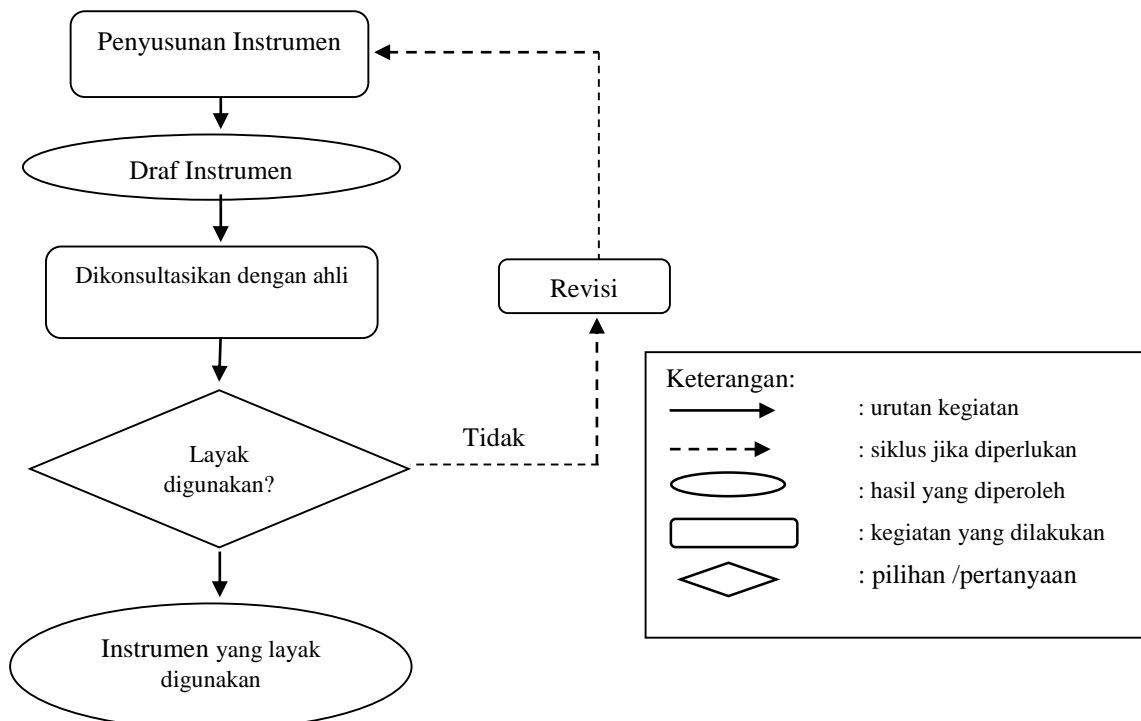 Penyusunan Instrumen
Draf Instrumen
Dikonsultasikan dengan ahli
Revisi
Layak
digunakan?
Tidak
Instrumen yang layak
digunakan
Keterangan:
: urutan kegiatan
: siklus jika diperlukan
: hasil yang diperoleh
: kegiatan yang dilakukan
: pilihan /pertanyaan